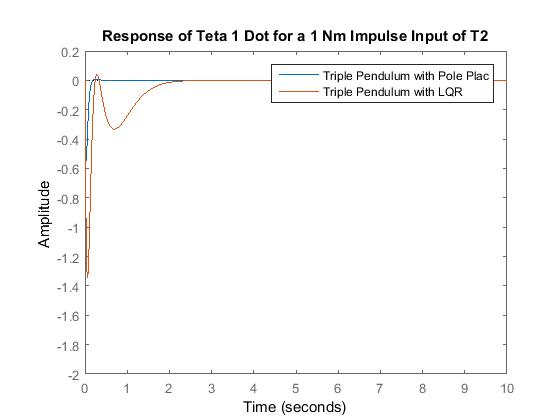 Response of Teta 1 Dot for a 1 Nm Impulse Input of T2
Triple Pendulum with Pole Plac
Triple Pendulum with LQR
0.2
0
-0.2
-0.4
-0.6
-0.8
-1
-1.2
-1.4
-1.6
-1.8
-2
Amplitude
0 1 2 3 4 5 6 7 8 9 10
Time (seconds)